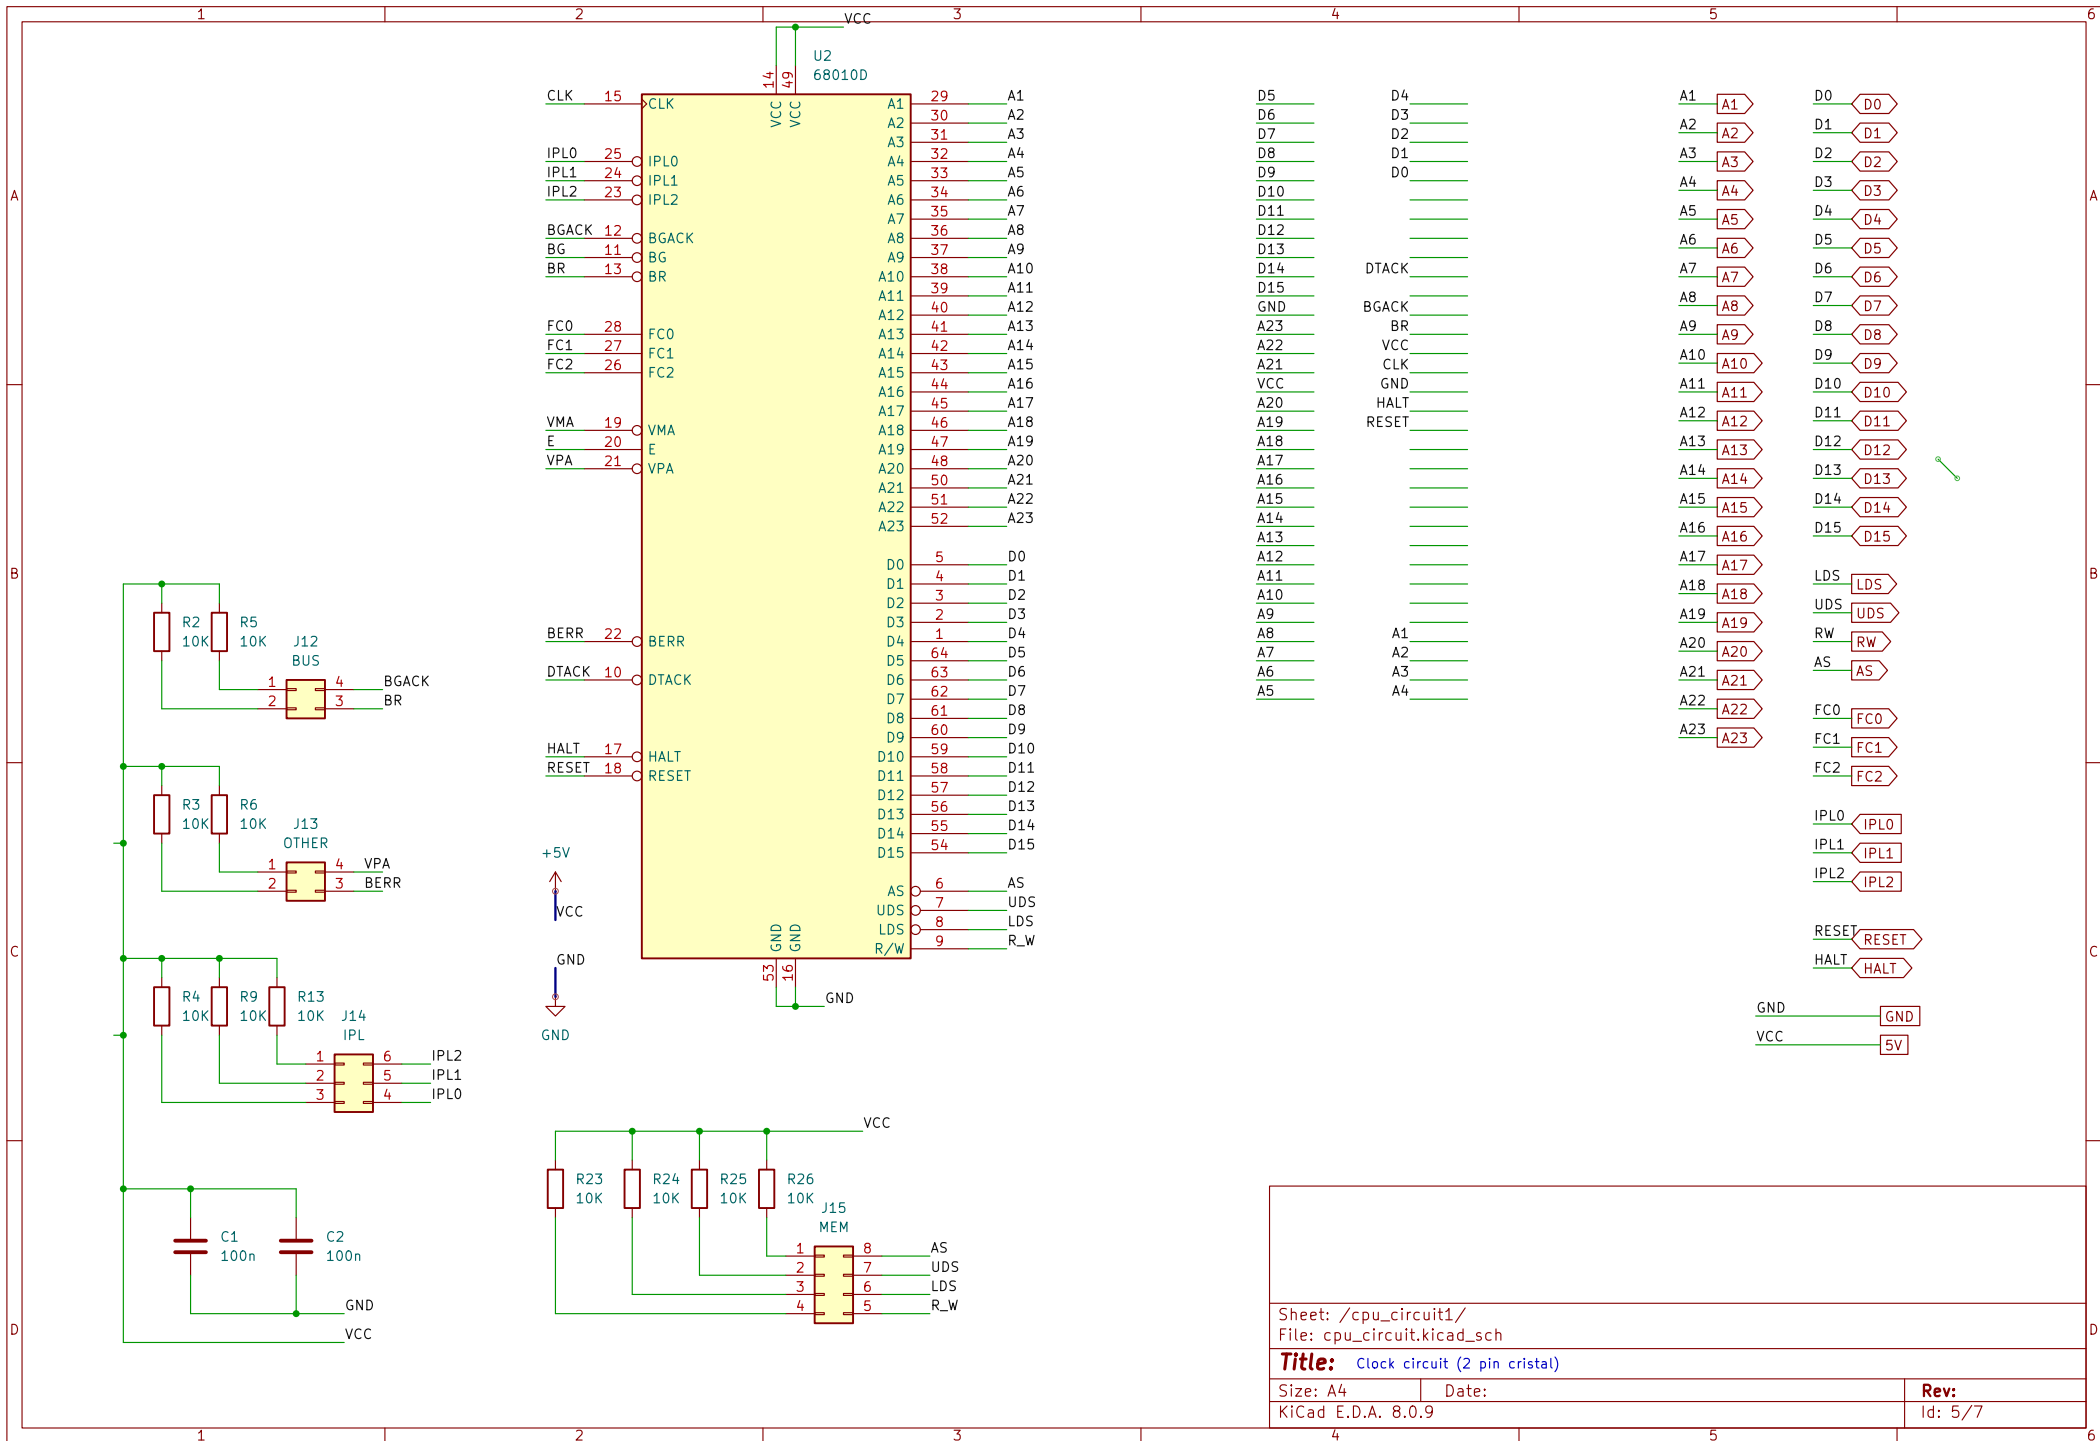 1 2 3 4 5 6
VCC
U2
68010D
14 49
VCC VCC
CLK 15 CLK
IPL0 25 IPL0
IPL1 24 IPL1
IPL2 23 IPL2
BGACK 12 BGACK
BG 11 BG
BR 13 BR
FC0 28 FC0
FC1 27 FC1
FC2 26 FC2
VMA 19 VMA
E 20 E
VPA 21 VPA
BERR 22 BERR
DTACK 10 DTACK
HALT 17 HALT
RESET 18 RESET
A1 29 A1
A2 30 A2
A3 31 A3
A4 32 A4
A5 33 A5
A6 34 A6
A7 35 A7
A8 36 A8
A9 37 A9
A10 38 A10
A11 39 A11
A12 40 A12
A13 41 A13
A14 42 A14
A15 43 A15
A16 44 A16
A17 45 A17
A18 46 A18
A19 47 A19
A20 48 A20
A21 50 A21
A22 51 A22
A23 52 A23
D0 5 D0
D1 4 D1
D2 3 D2
D3 2 D3
D4 1 D4
D5 64 D5
D6 63 D6
D7 62 D7
D8 61 D8
D9 60 D9
D10 59 D10
D11 58 D11
D12 57 D12
D13 56 D13
D14 55 D14
D15 54 D15
AS 6 AS
UDS 7 UDS
LDS 8 LDS
R/W 9 R_W
GND GND
53 16
GND
D5 D4
D6 D3
D7 D2
D8 D1
D9 D0
D10
D11
D12
D13
D14 DTACK
D15
GND BGACK
A23 BR
A22 VCC
A21 CLK
VCC GND
A20 HALT
A19 RESET
A18
A17
A16
A15
A14
A13
A12
A11
A10
A9
A8 A1
A7 A2
A6 A3
A5 A4
A1 A1
A2 A2
A3 A3
A4 A4
A5 A5
A6 A6
A7 A7
A8 A8
A9 A9
A10 A10
A11 A11
A12 A12
A13 A13
A14 A14
A15 A15
A16 A16
A17 A17
A18 A18
A19 A19
A20 A20
A21 A21
A22 A22
A23 A23
D0 D0
D1 D1
D2 D2
D3 D3
D4 D4
D5 D5
D6 D6
D7 D7
D8 D8
D9 D9
D10 D10
D11 D11
D12 D12
D13 D13
D14 D14
D15 D15
LDS LDS
UDS UDS
RW RW
AS AS
FC0 FC0
FC1 FC1
FC2 FC2
IPL0 IPL0
IPL1 IPL1
IPL2 IPL2
RESET RESET
HALT HALT
GND GND
VCC 5V
A A
B B
C C
D D
R2 R5
10K 10K
J12
BUS
1 4 BGACK
2 3 BR
R3 R6
10K 10K
J13
OTHER
1 4 VPA
2 3 BERR
R4 R9 R13
10K 10K 10K
J14
IPL
1 6 IPL2
2 5 IPL1
3 4 IPL0
C1 C2
100n 100n
GND
VCC
+5V
VCC
GND
GND
VCC
R23 R24 R25 R26
10K 10K 10K 10K
J15
MEM
1 8 AS
2 7 UDS
3 6 LDS
4 5 R_W
Sheet: /cpu_circuit1/
File: cpu_circuit.kicad_sch
Title: Clock circuit (2 pin cristal)
Size: A4 Date: Rev:
KiCad E.D.A. 8.0.9 Id: 5/7
1 2 3 4 5 6